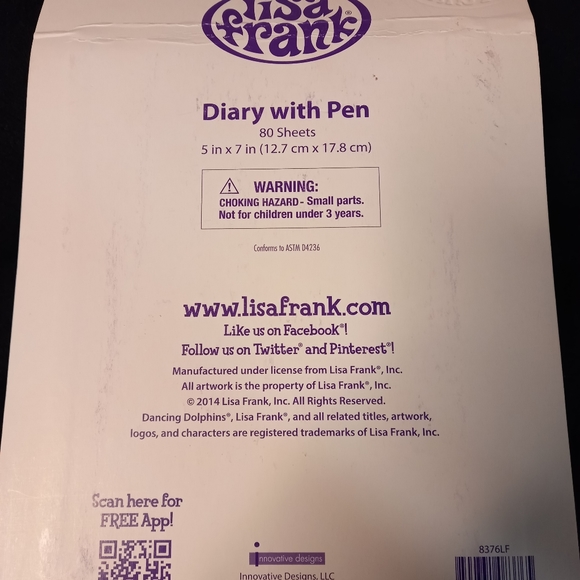 lisa
frank®
Diary with Pen
80 Sheets
5 in x 7 in (12.7 cm x 17.8 cm)
WARNING:
CHOKING HAZARD - Small parts.
Not for children under 3 years.
Conforms to ASTM D4236
www.lisafrank.com
Like us on Facebook®!
Follow us on Twitter® and Pinterest®!
Manufactured under license from Lisa Frank®, Inc.
All artwork is the property of Lisa Frank®, Inc.
© 2014 Lisa Frank, Inc. All Rights Reserved.
Dancing Dolphins®, Lisa Frank®, and all related titles, artwork,
logos, and characters are registered trademarks of Lisa Frank, Inc.
Scan here for
FREE App!
innovative designs
Innovative Designs, LLC
8376LF